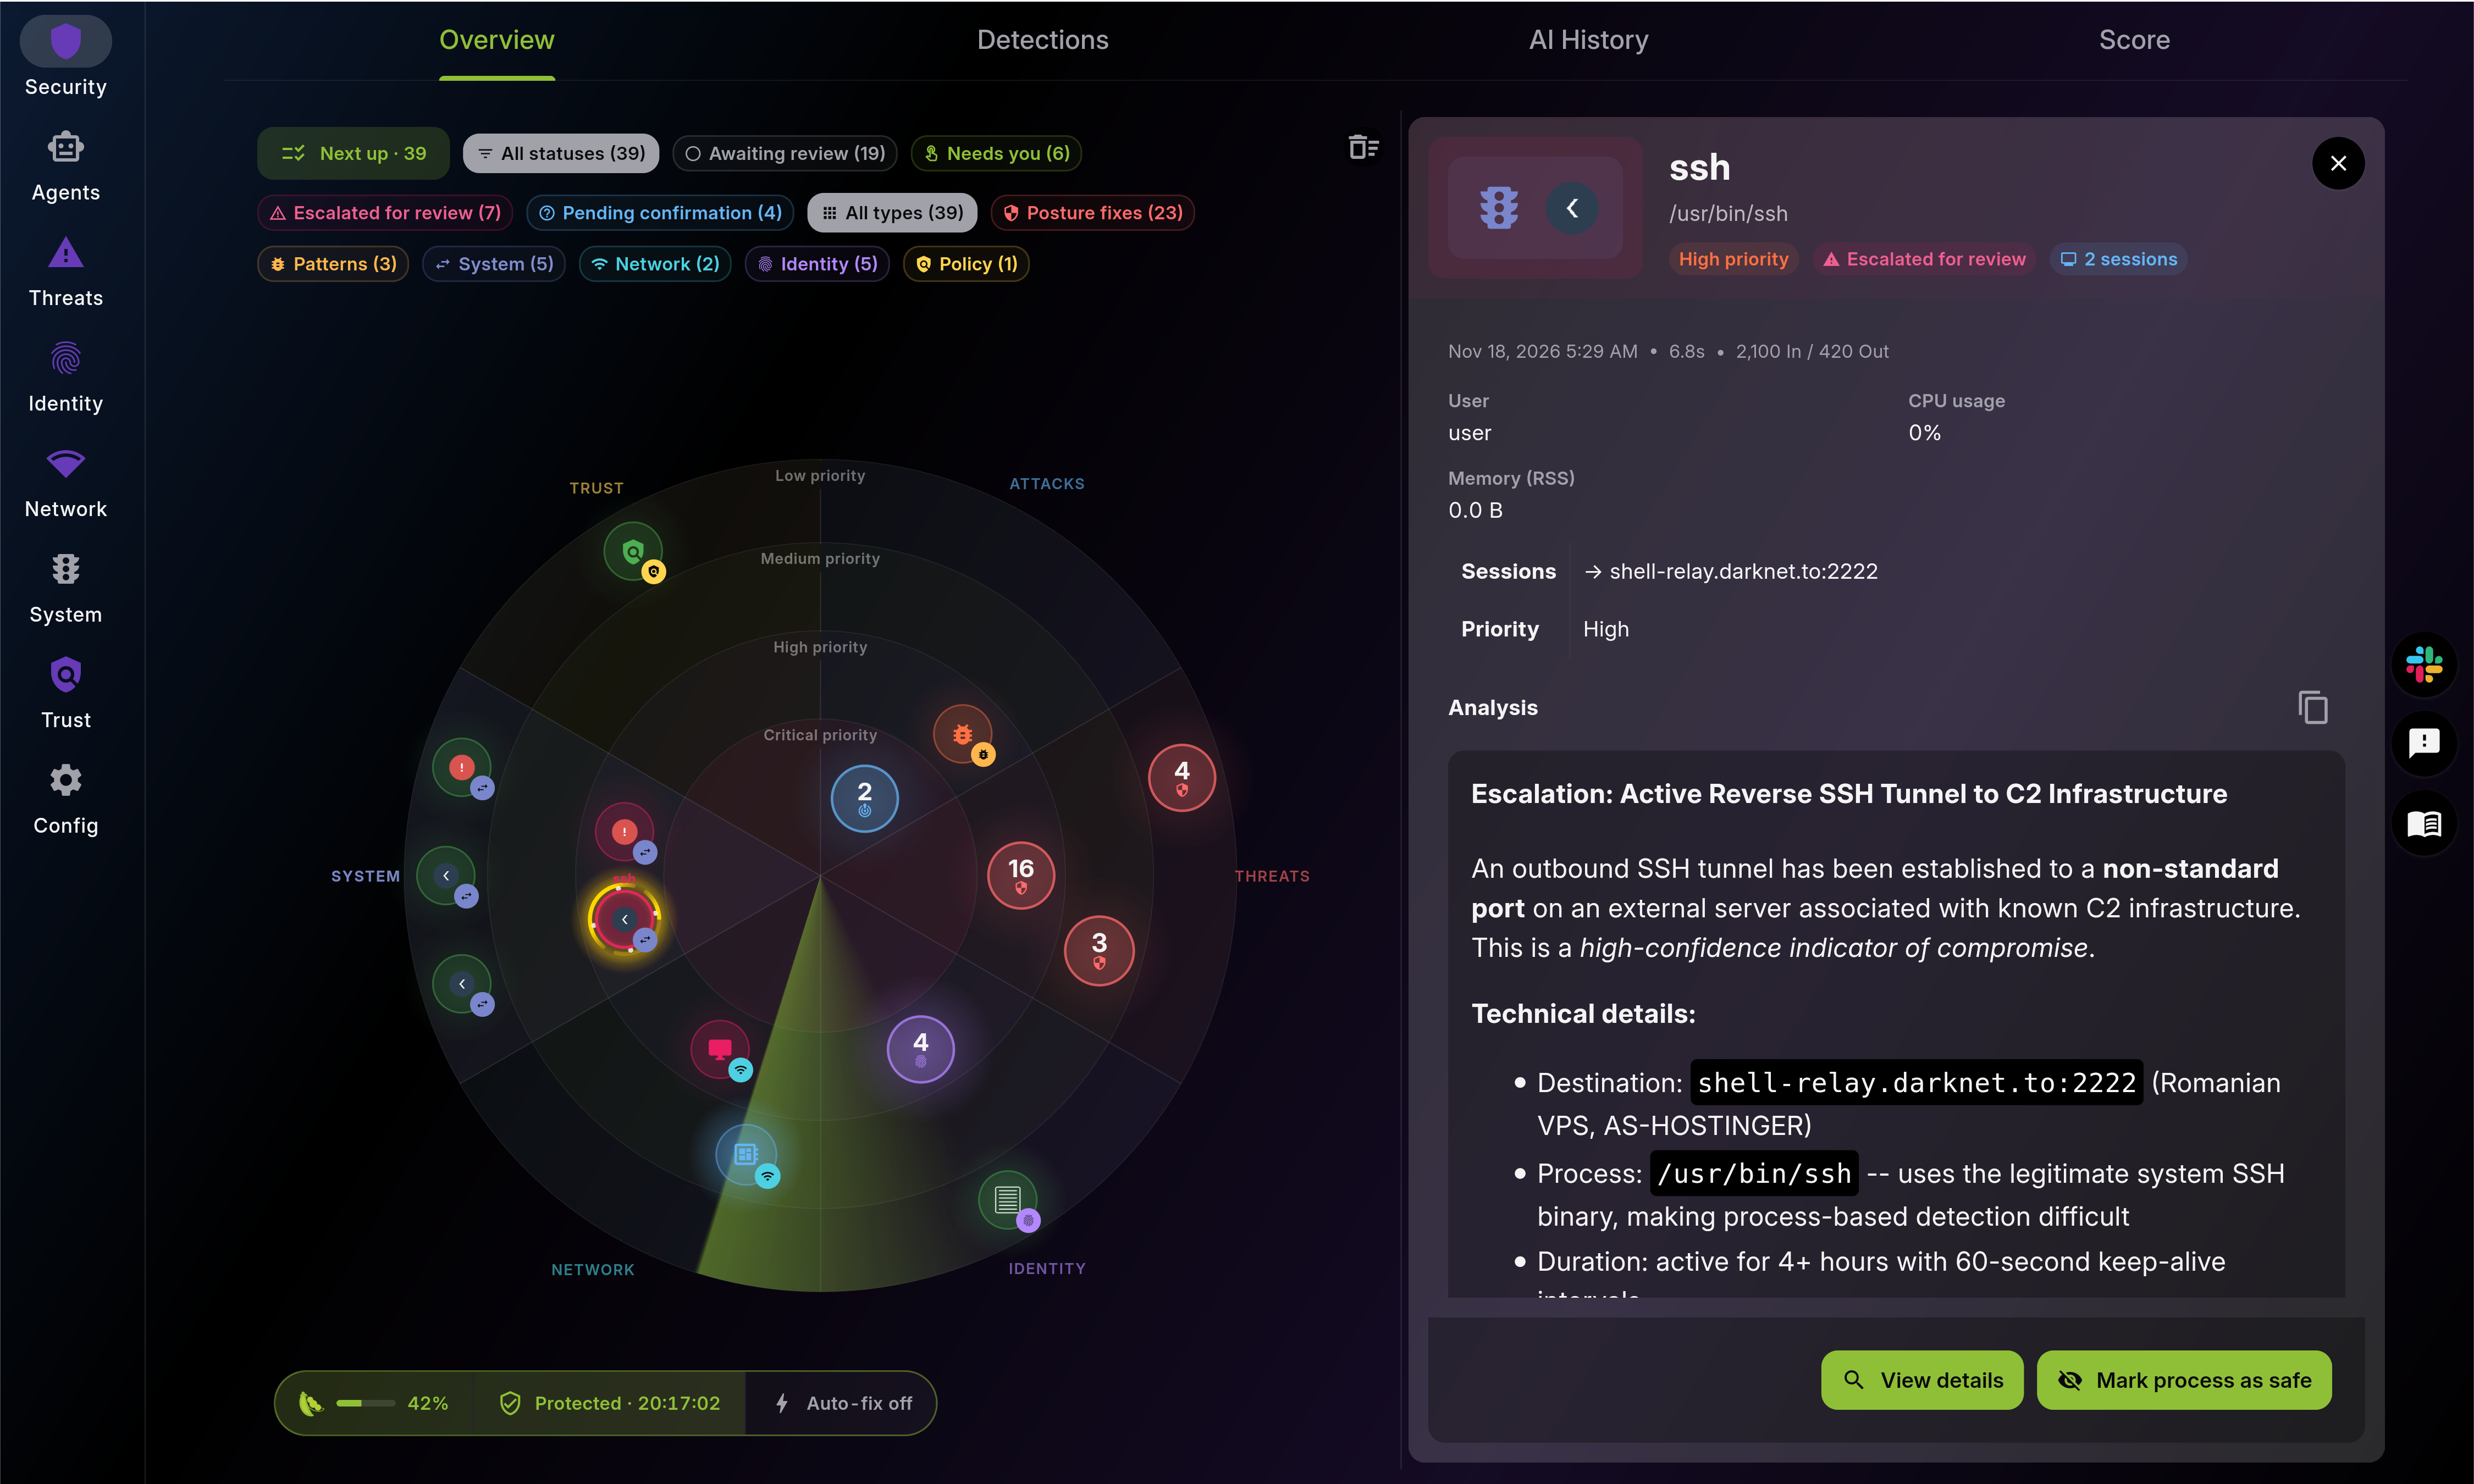 Security
Agents
Threats
Identity
Network
System
Trust
Config
Overview
Detections
AI History
Score
Next up · 39
All statuses (39)
Awaiting review (19)
Needs you (6)
Escalated for review (7)
Pending confirmation (4)
All types (39)
Posture fixes (23)
Patterns (3)
System (5)
Network (2)
Identity (5)
Policy (1)
TRUST
Low priority
ATTACKS
Medium priority
High priority
Critical priority
2
4
16
3
4
ssh
SYSTEM
THREATS
NETWORK
IDENTITY
42%
Protected · 20:17:02
Auto-fix off
ssh
/usr/bin/ssh
High priority
Escalated for review
2 sessions
Nov 18, 2026 5:29 AM • 6.8s • 2,100 In / 420 Out
User
user
CPU usage
0%
Memory (RSS)
0.0 B
Sessions → shell-relay.darknet.to:2222
Priority High
Analysis
Escalation: Active Reverse SSH Tunnel to C2 Infrastructure
An outbound SSH tunnel has been established to a non-standard
port on an external server associated with known C2 infrastructure.
This is a high-confidence indicator of compromise.
Technical details:
• Destination: shell-relay.darknet.to:2222 (Romanian
VPS, AS-HOSTINGER)
• Process: /usr/bin/ssh -- uses the legitimate system SSH
binary, making process-based detection difficult
• Duration: active for 4+ hours with 60-second keep-alive
View details
Mark process as safe